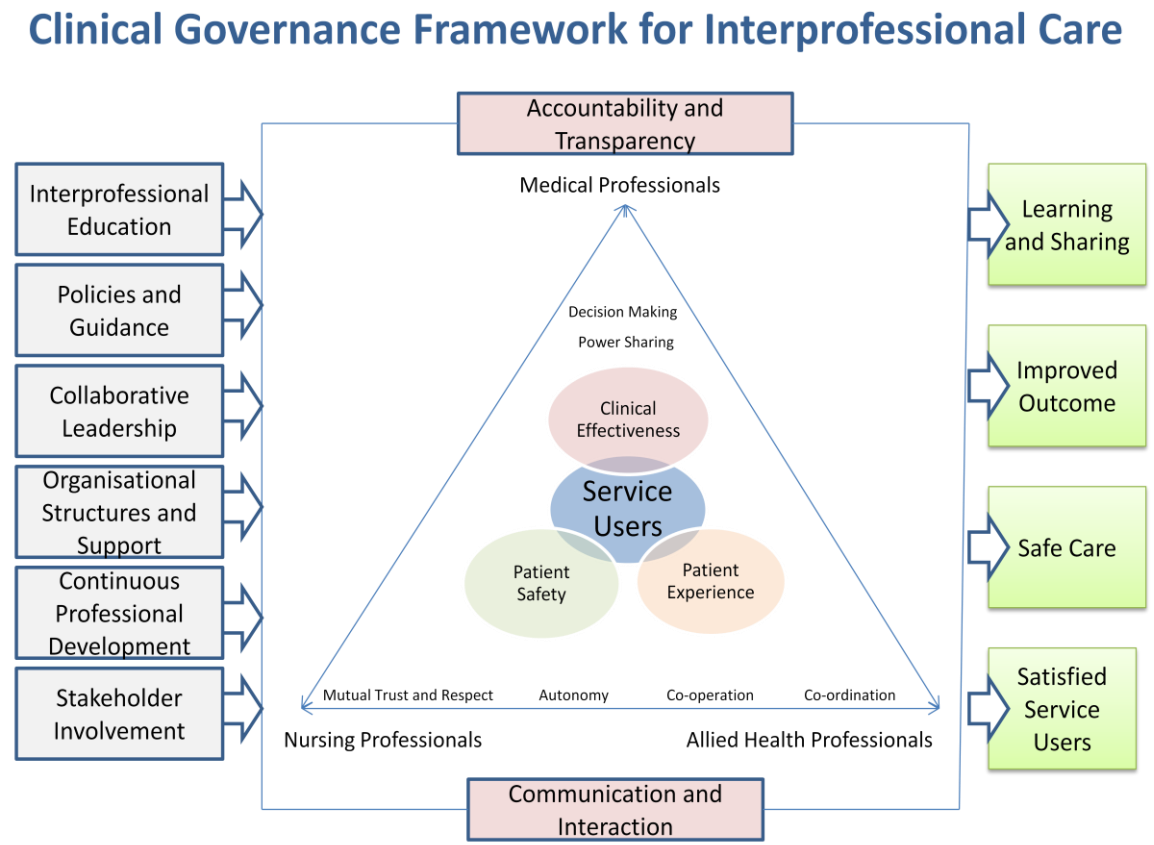 Clinical Governance Framework for Interprofessional Care
Accountability and
Transparency
Interprofessional
Education
Policies and
Guidance
Collaborative
Leadership
Organisational
Structures and
Support
Continuous
Professional
Development
Stakeholder
Involvement
Medical Professionals
Decision Making
Power Sharing
Clinical
Effectiveness
Service
Users
Patient
Safety
Patient
Experience
Mutual Trust and Respect
Autonomy
Co-operation
Co-ordination
Nursing Professionals
Allied Health Professionals
Communication and
Interaction
Learning
and Sharing
Improved
Outcome
Safe Care
Satisfied
Service
Users